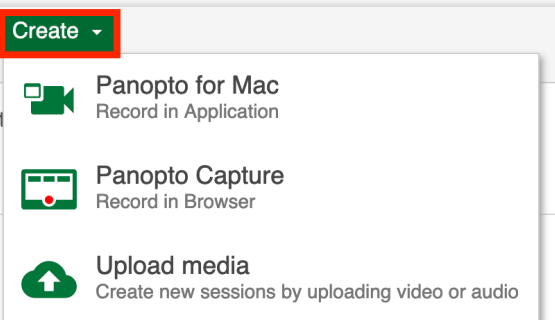 Create
Panopto for Mac
Record in Application
Panopto Capture
Record in Browser
Upload media
Create new sessions by uploading video or audio